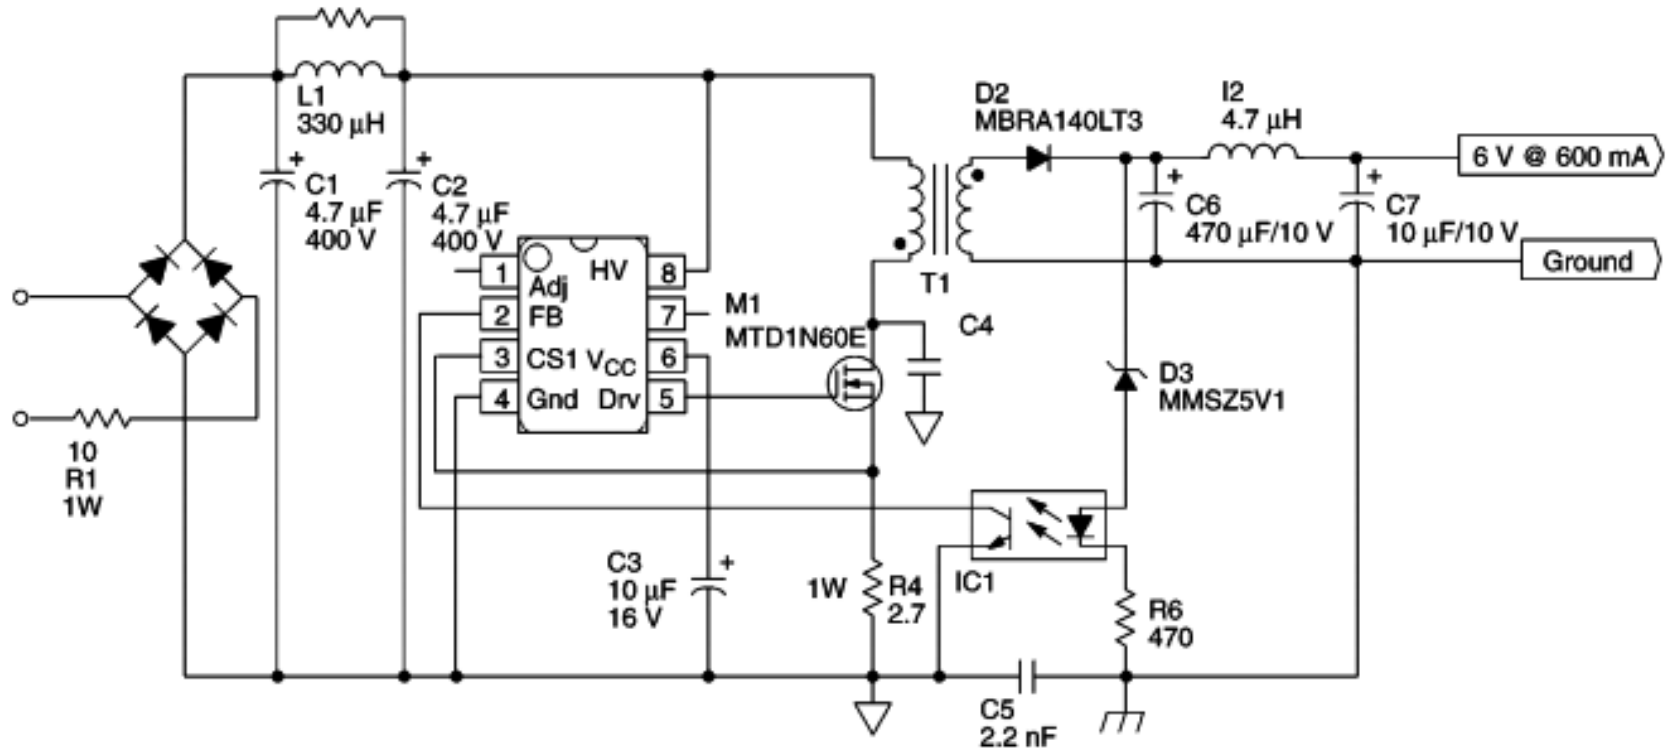 L1
330 μH
C1
4.7 μF
400 V
C2
4.7 μF
400 V
10
R1
1W
1
Adj
HV
8
2
FB
7
3
CS1
VCC
6
4
Gnd
Drv
5
M1
MTD1N60E
T1
C4
D2
MBRA140LT3
I2
4.7 μH
6 V @ 600 mA
C6
470 μF/10 V
C7
10 μF/10 V
Ground
D3
MMSZ5V1
C3
10 μF
16 V
1W
R4
2.7
IC1
R6
470
C5
2.2 nF